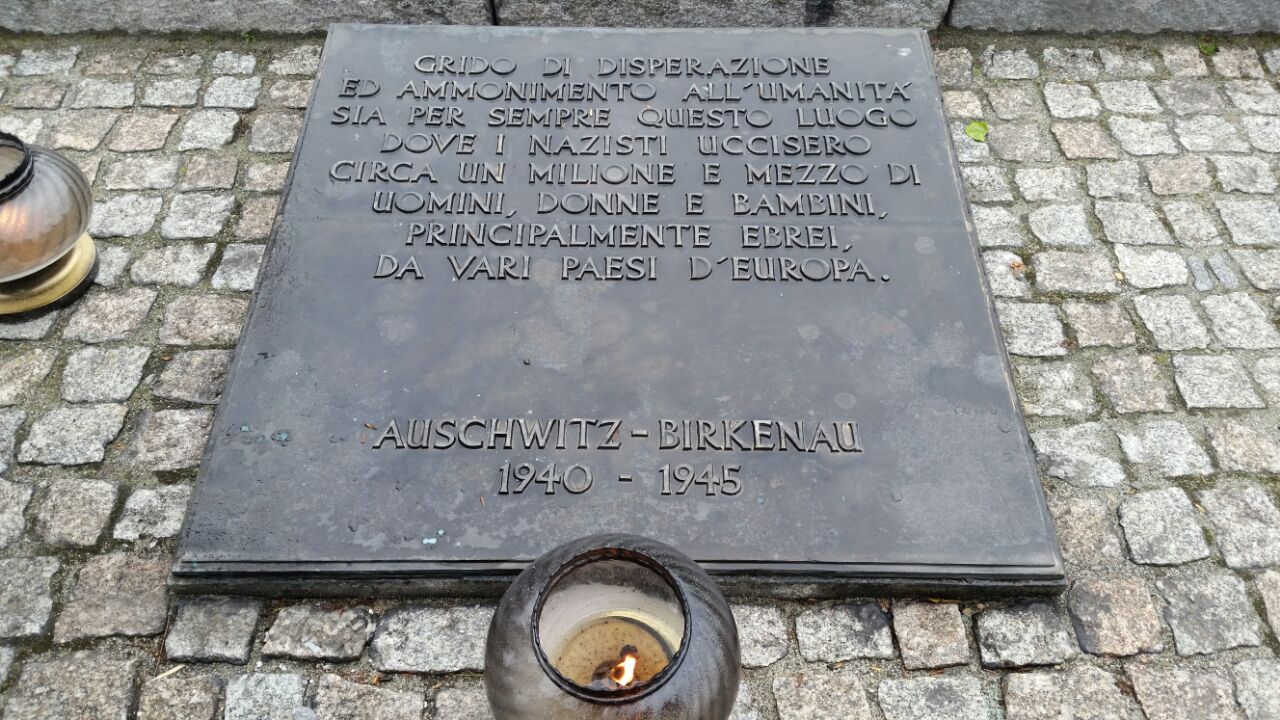 GRIDO DI DISPERAZIONE
ED AMMONIMENTO ALL'UMANITÁ
SIA PER SEMPRE QUESTO LUOGO
DOVE I NAZISTI UCCISERO
CIRCA UN MILIONE E MEZZO DI
UOMINI, DONNE E BAMBINI,
PRINCIPALMENTE EBREI,
DA VARI PAESI D'EUROPA.
AUSCHWITZ - BIRKENAU
1940 - 1945